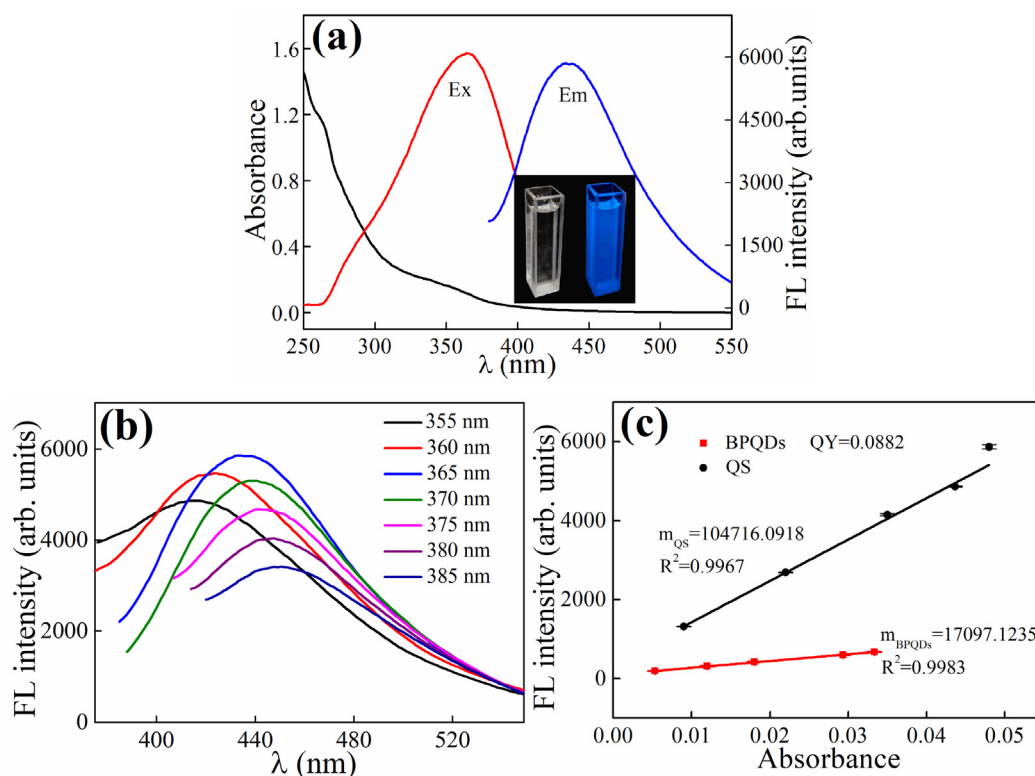 (a)
1.6
1.2
0.8
0.4
0.0
Absorbance
Ex
Em
6000
4500
3000
1500
0
FL intensity (arb.units)
250 300 350 400 450 500 550
λ (nm)
(b)
6000
4000
2000
0
FL intensity (arb. units)
355 nm
360 nm
365 nm
370 nm
375 nm
380 nm
385 nm
400 440 480 520
λ (nm)
(c)
6000
4000
2000
0
FL intensity (arb. units)
BPQDs QY=0.0882
QS
m_QS=104716.0918
R²=0.9967
m_BPQDs=17097.1235
R²=0.9983
0.00 0.01 0.02 0.03 0.04 0.05
Absorbance